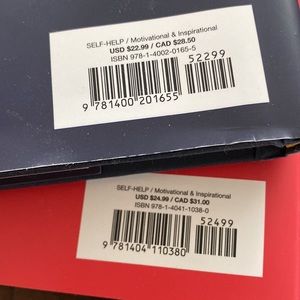 SELF-HELP / Motivational & Inspirational
USD $22.99 / CAD $28.50
ISBN 978-1-4002-0165-5
52299
9 781400 201655
SELF-HELP / Motivational & Inspirational
USD $24.99 / CAD $31.00
ISBN 978-1-4041-1038-0
52499
9 781404 110380